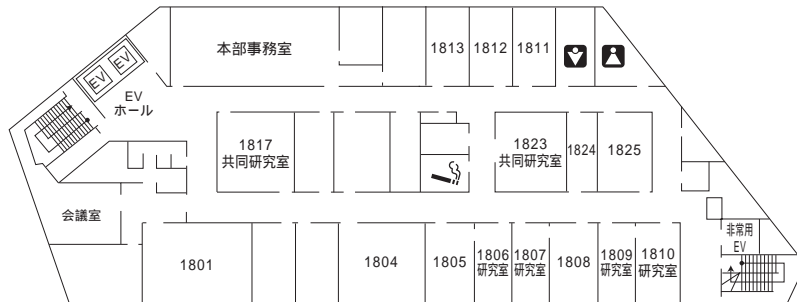 本部事務室
1813
1812
1811
EV
EV
EV
ホール
1817
共同研究室
1823
共同研究室
1824
1825
会議室
非常用
EV
1801
1804
1805
1806
研究室
1807
研究室
1808
1809
研究室
1810
研究室